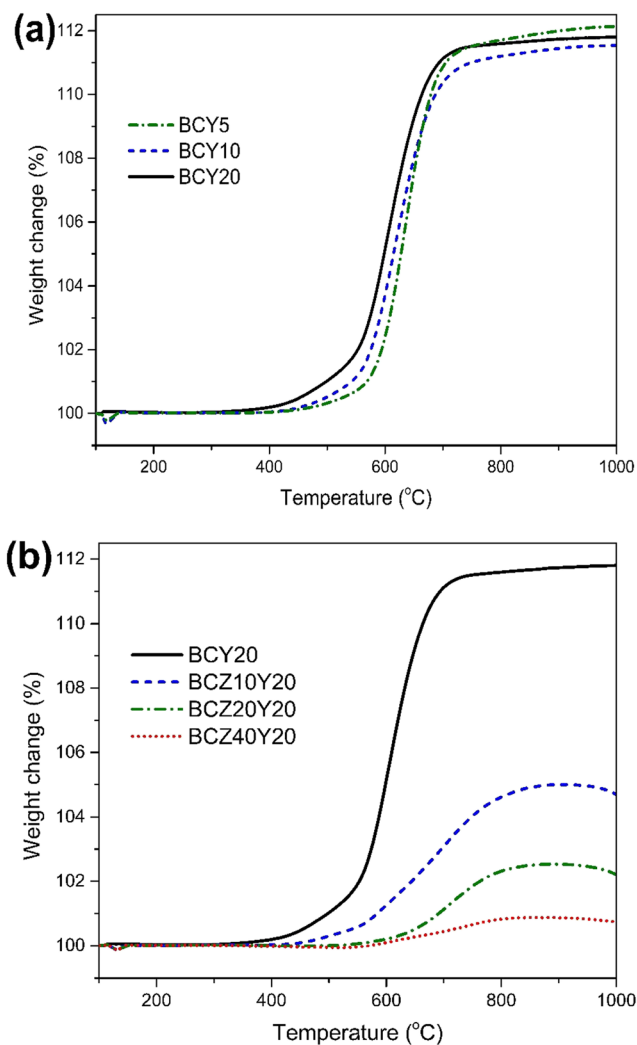 (a)
112
110
108
106
104
102
100
Weight change (%)
BCY5
BCY10
BCY20
200 400 600 800 1000
Temperature (°C)
(b)
112
110
108
106
104
102
100
Weight change (%)
BCY20
BCZ10Y20
BCZ20Y20
BCZ40Y20
200 400 600 800 1000
Temperature (°C)